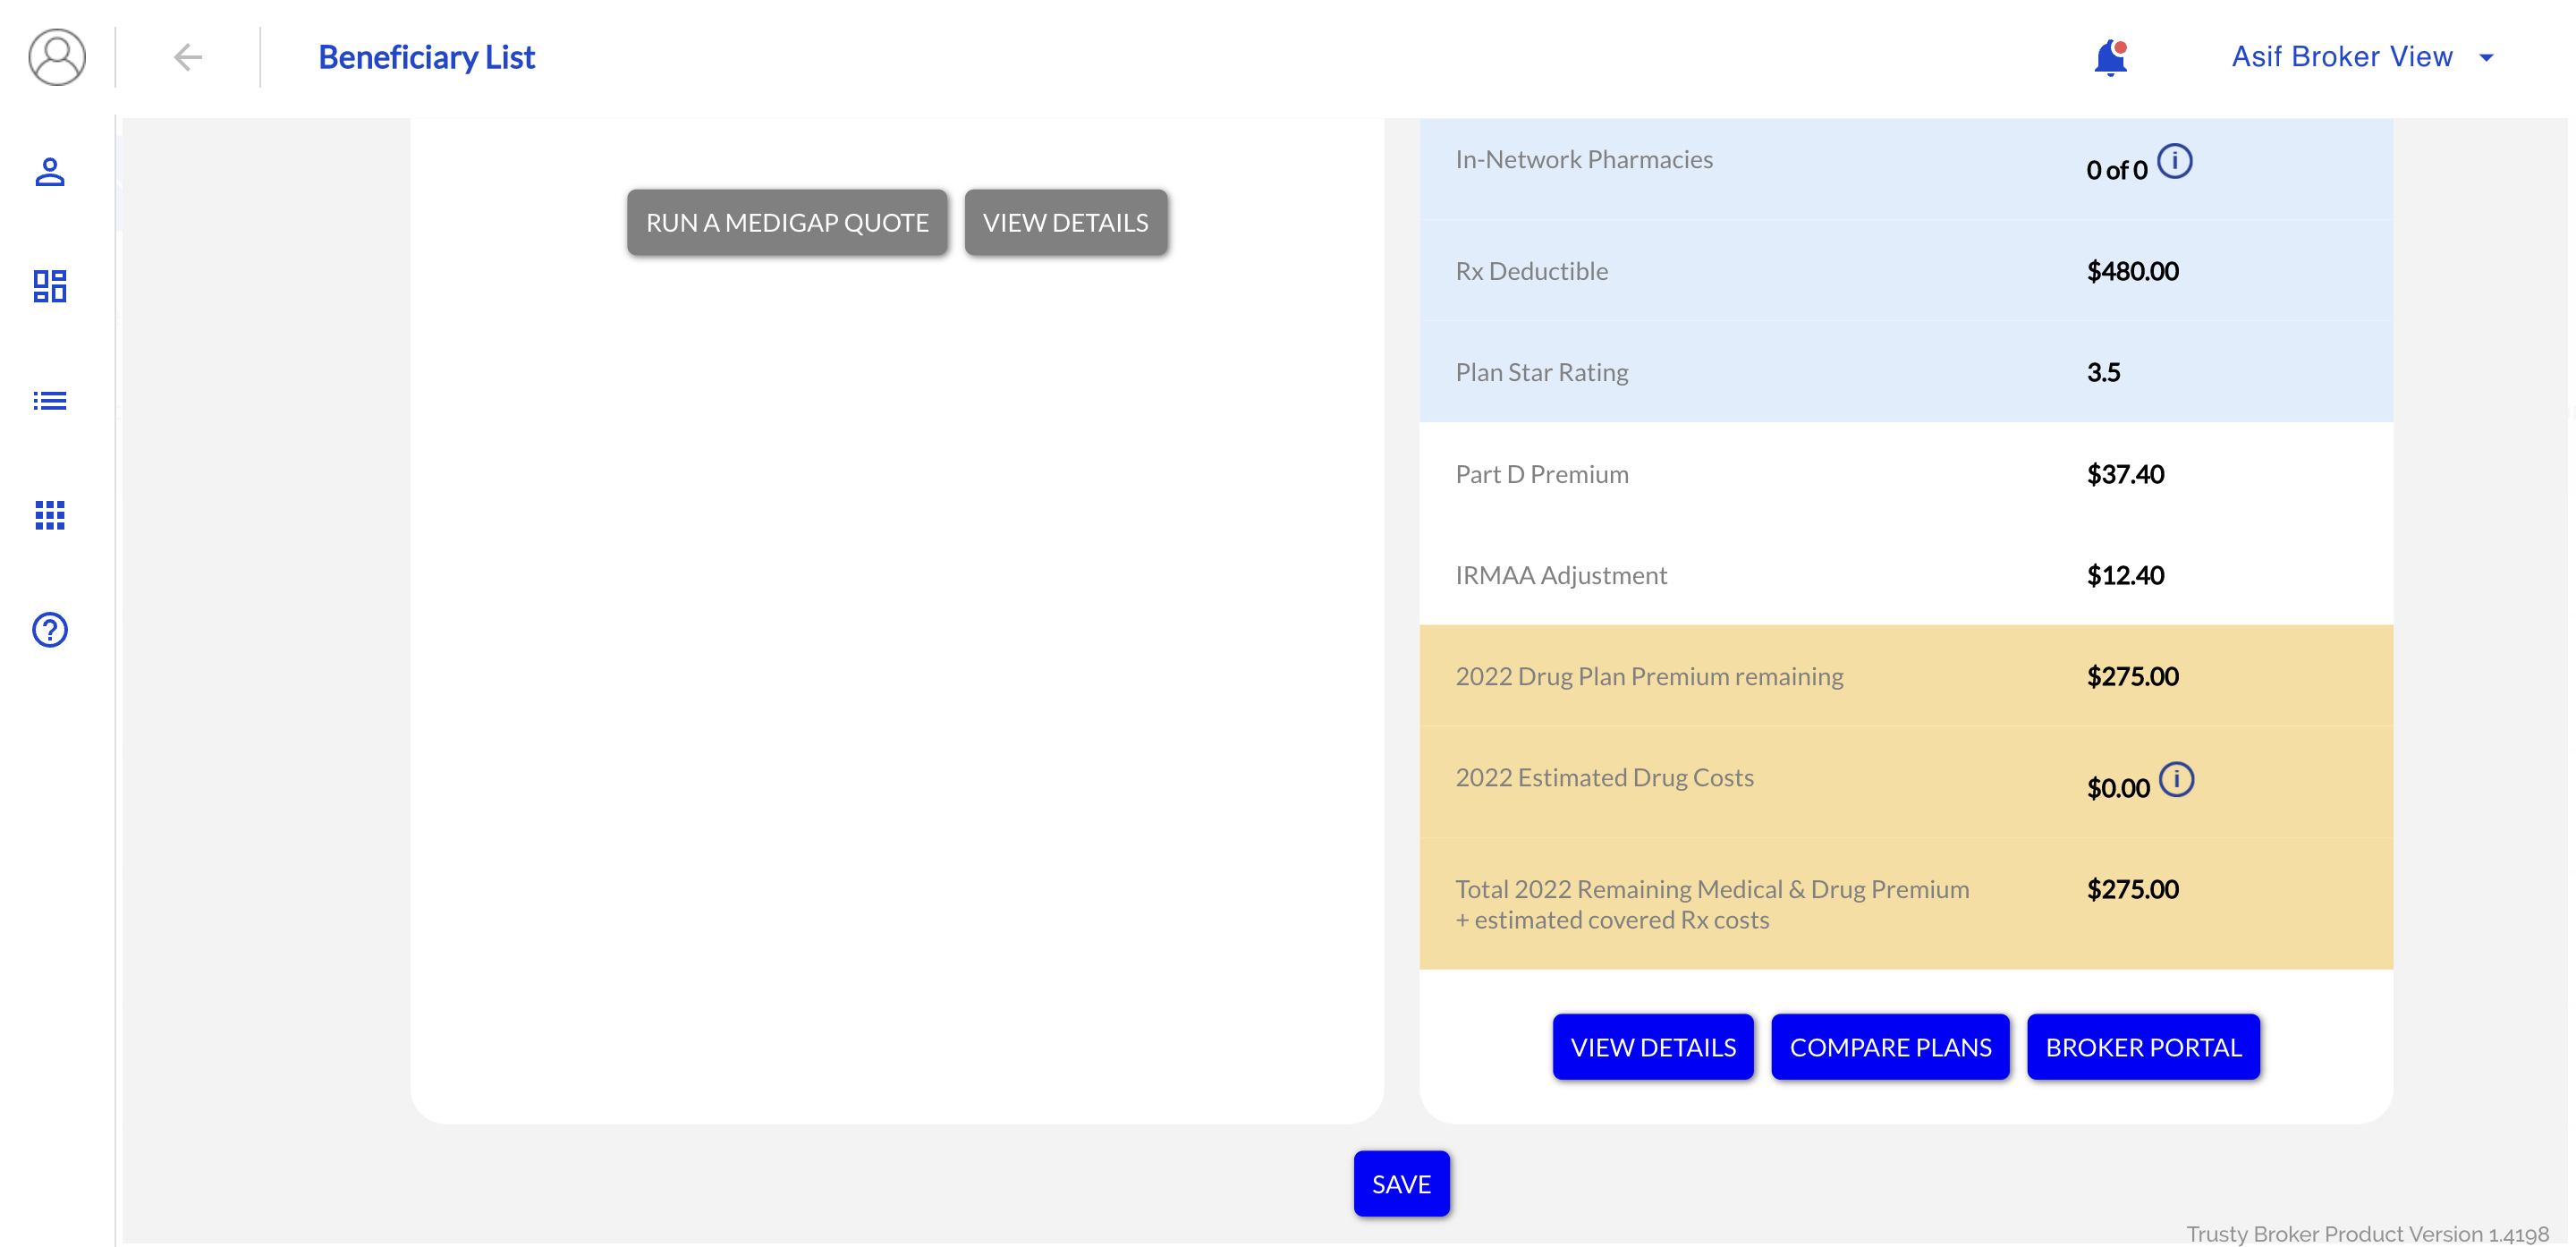 Beneficiary List
Asif Broker View
RUN A MEDIGAP QUOTE
VIEW DETAILS
In-Network Pharmacies
0 of 0
Rx Deductible
$480.00
Plan Star Rating
3.5
Part D Premium
$37.40
IRMAA Adjustment
$12.40
2022 Drug Plan Premium remaining
$275.00
2022 Estimated Drug Costs
$0.00
Total 2022 Remaining Medical & Drug Premium
+ estimated covered Rx costs
$275.00
VIEW DETAILS
COMPARE PLANS
BROKER PORTAL
SAVE
Trusty Broker Product Version 1.4198